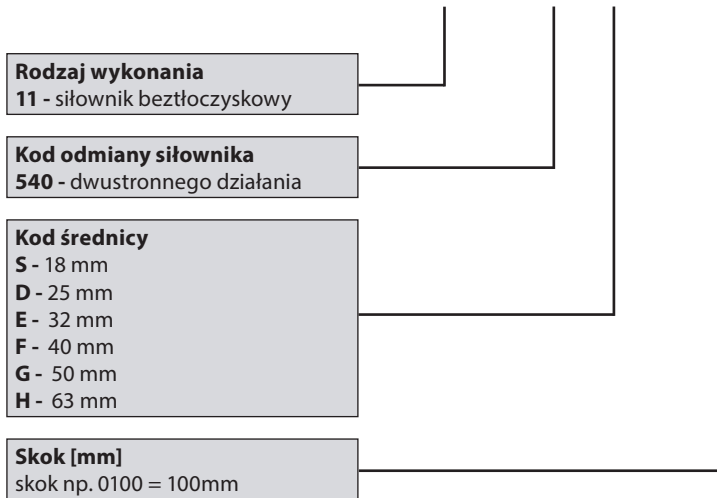 Rodzaj wykonania
11 - siłownik beztłoczyskowy
Kod odmiany siłownika
540 - dwustronnego działania
Kod średnicy
S - 18 mm
D - 25 mm
E - 32 mm
F - 40 mm
G - 50 mm
H - 63 mm
Skok [mm]
skok np. 0100 = 100mm